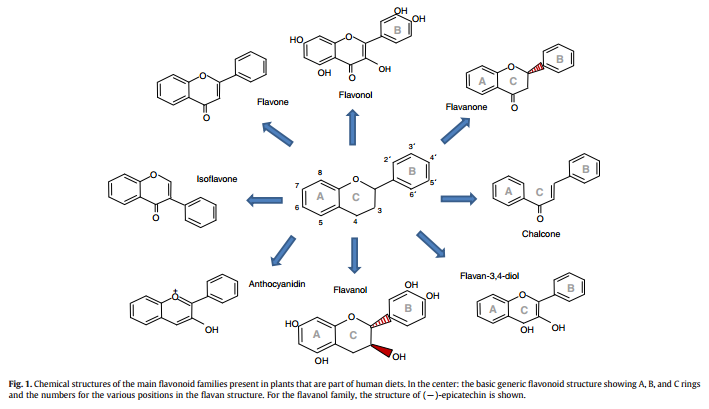 OH
OH
B
HO
O
OH
O
OH
Flavonol
O
O
Flavone
O
B
A
C
O
Flavanone
3′
2′
4′
B
5′
6′
8
O
7
A
C
6
3
5
4
Isoflavone
O
O
B
A
C
O
Chalcone
Anthocyanidin
+
O
OH
Flavanol
OH
OH
B
HO
O
A
C
OH
OH
Flavan-3,4-diol
B
O
A
C
OH
OH
Fig. 1. Chemical structures of the main flavonoid families present in plants that are part of human diets. In the center: the basic generic flavonoid structure showing A, B, and C rings
and the numbers for the various positions in the flavan structure. For the flavanol family, the structure of (−)-epicatechin is shown.